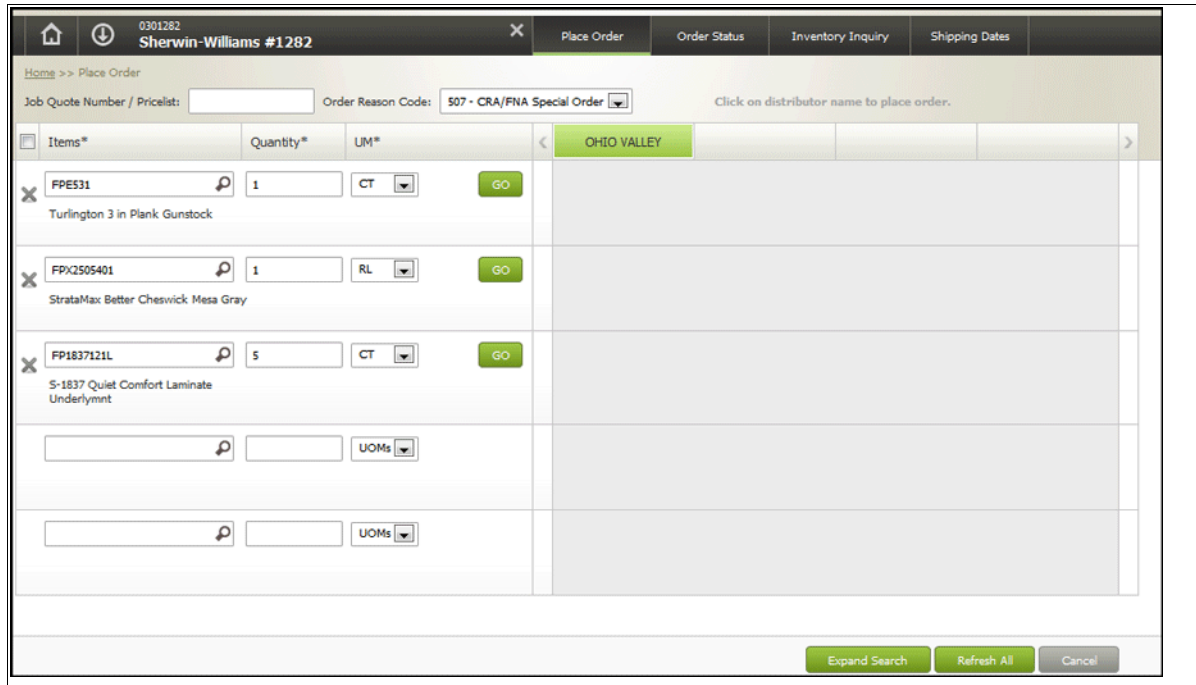 0301282
Sherwin-Williams #1282
Place Order
Order Status
Inventory Inquiry
Shipping Dates
Home >> Place Order
Job Quote Number / Pricelist:
Order Reason Code:
507 - CRA/FNA Special Order
Click on distributor name to place order.
Items*
Quantity*
UM*
OHIO VALLEY
FPE531
1
CT
GO
Turlington 3 in Plank Gunstock
FPX2505401
1
RL
GO
StrataMax Better Cheswick Mesa Gray
FP1837121L
5
CT
GO
S-1837 Quiet Comfort Laminate
Underlymnt
UOMs
UOMs
Expand Search
Refresh All
Cancel